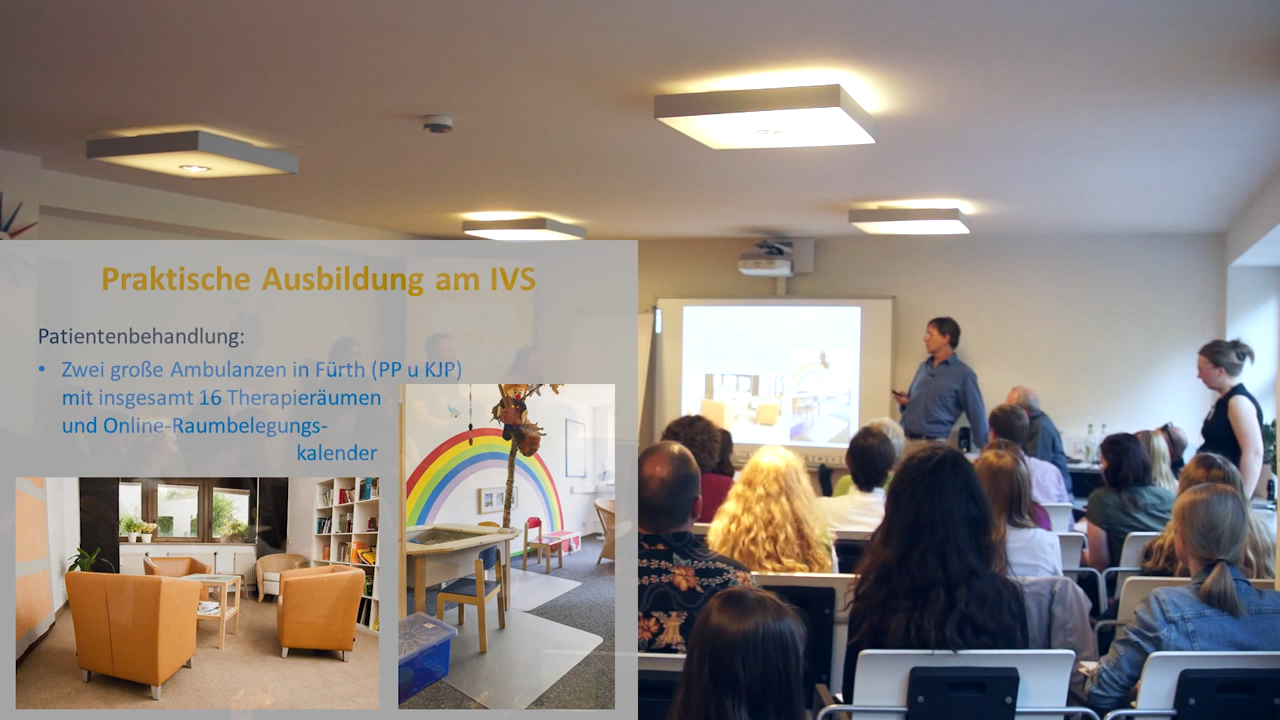 Praktische Ausbildung am IVS
Patientenbehandlung:
• Zwei große Ambulanzen in Fürth (PP u KJP)
mit insgesamt 16 Therapieräumen
und Online-Raumbelegungs-
kalender